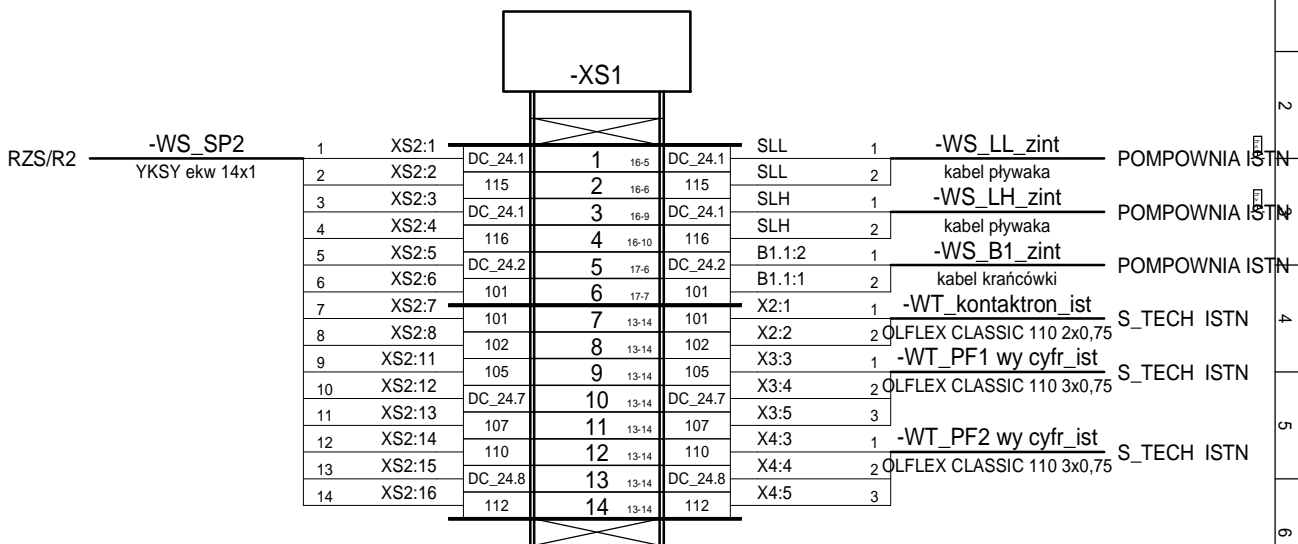 -XS1
2
RZS/R2 -WS_SP2
YKSY ekw 14x1
1 XS2:1 DC_24.1 1 16-5 DC_24.1 SLL 1 -WS_LL_zint POMPOWNIA ISTN
2 XS2:2 115 2 16-6 115 SLL 2 kabel pływaka
3 XS2:3 DC_24.1 3 16-9 DC_24.1 SLH 1 -WS_LH_zint POMPOWNIA ISTN
4 XS2:4 116 4 16-10 116 SLH 2 kabel pływaka
5 XS2:5 DC_24.2 5 17-6 DC_24.2 B1.1:2 1 -WS_B1_zint POMPOWNIA ISTN
6 XS2:6 101 6 17-7 101 B1.1:1 2 kabel krańcówki
7 XS2:7 101 7 13-14 101 X2:1 1 -WT_kontaktron_ist S_TECH ISTN 4
8 XS2:8 102 8 13-14 102 X2:2 2 OLFLEX CLASSIC 110 2x0,75
9 XS2:11 105 9 13-14 105 X3:3 1 -WT_PF1 wy cyfr_ist S_TECH ISTN
10 XS2:12 DC_24.7 10 13-14 DC_24.7 X3:4 2 OLFLEX CLASSIC 110 3x0,75
11 XS2:13 107 11 13-14 107 X3:5 3
5
12 XS2:14 110 12 13-14 110 X4:3 1 -WT_PF2 wy cyfr_ist S_TECH ISTN
13 XS2:15 DC_24.8 13 13-14 DC_24.8 X4:4 2 OLFLEX CLASSIC 110 3x0,75
14 XS2:16 112 14 13-14 112 X4:5 3
6